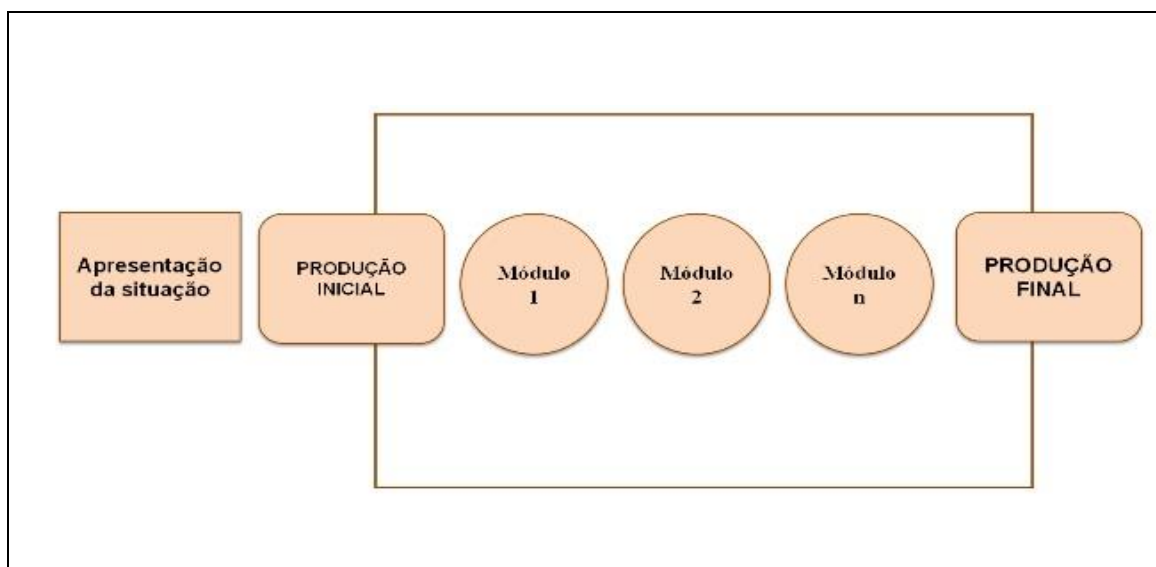 Apresentação
da situação
PRODUÇÃO
INICIAL
Módulo
1
Módulo
2
Módulo
n
PRODUÇÃO
FINAL